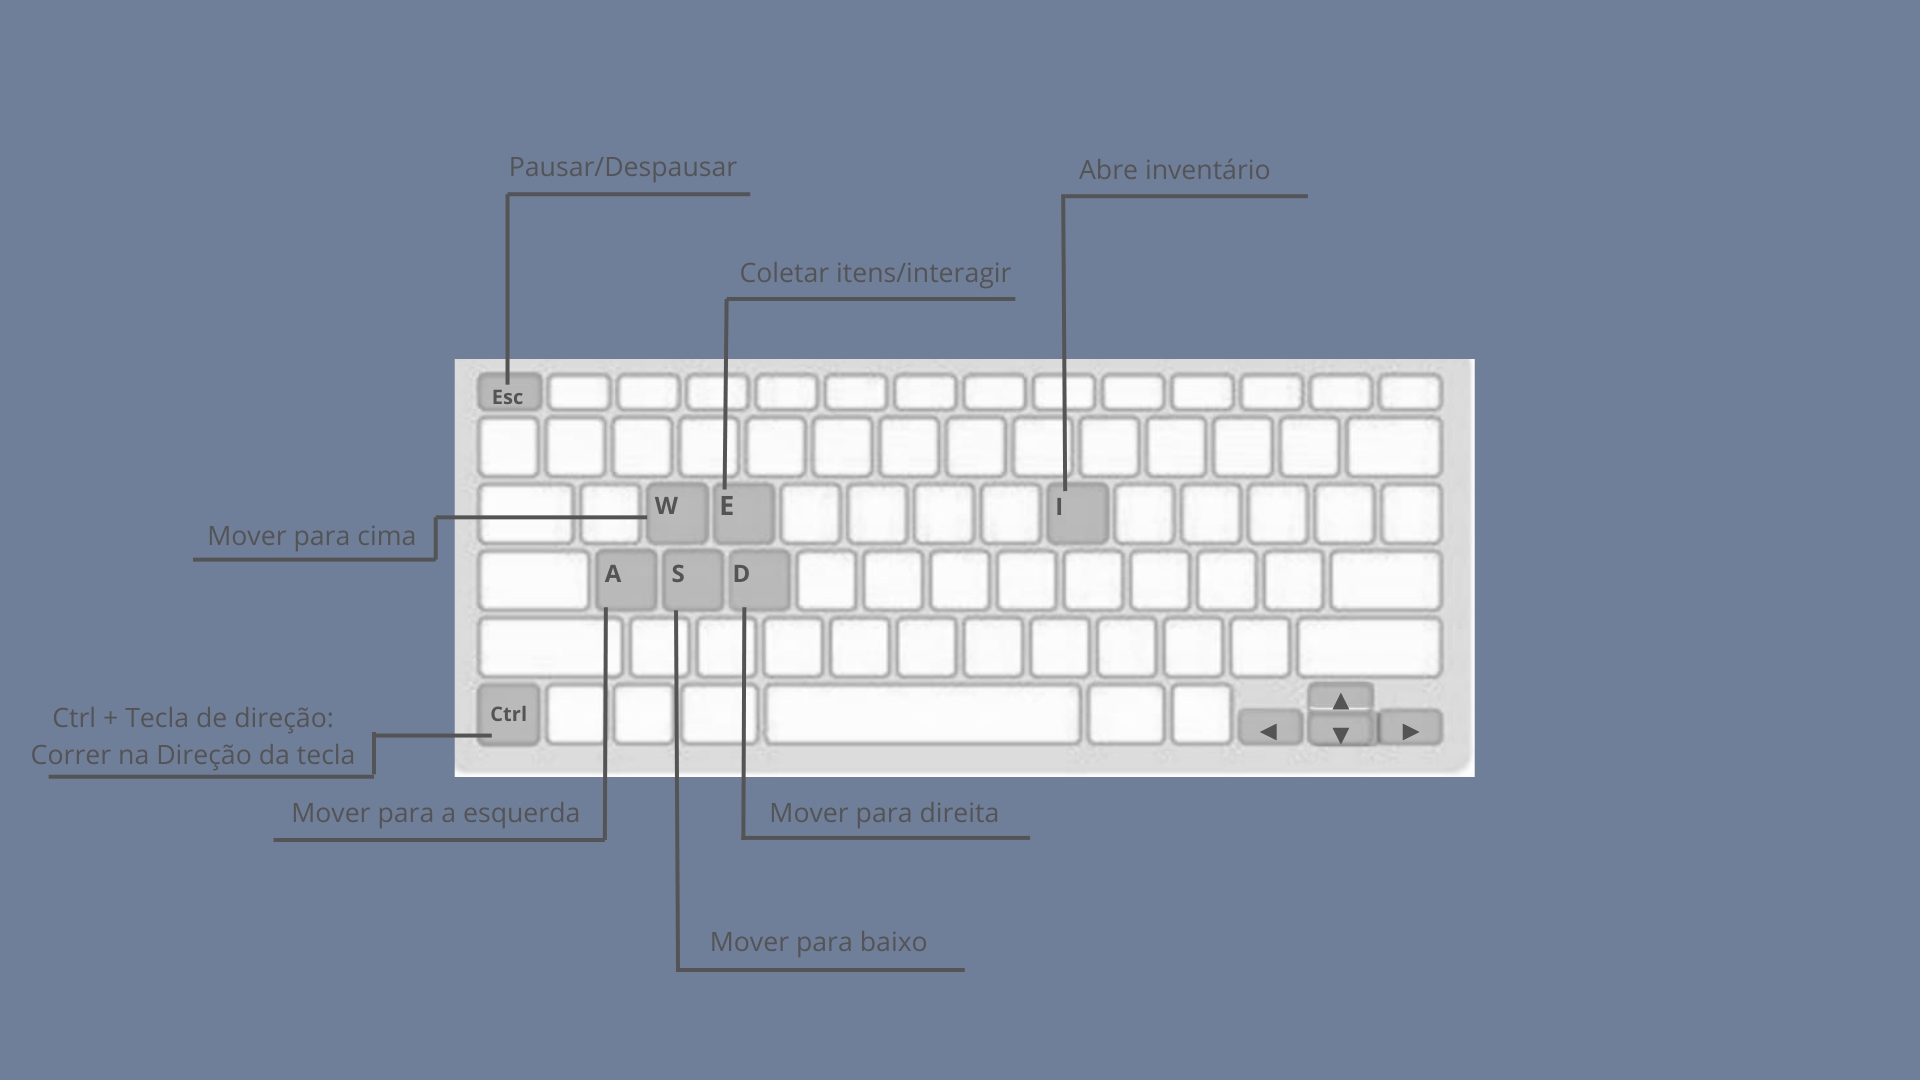 Pausar/Despausar
Abre inventário
Coletar itens/interagir
Esc
W
E
I
Mover para cima
A
S
D
Ctrl
Ctrl + Tecla de direção:
Correr na Direção da tecla
▲
◀
▼
▶
Mover para a esquerda
Mover para direita
Mover para baixo